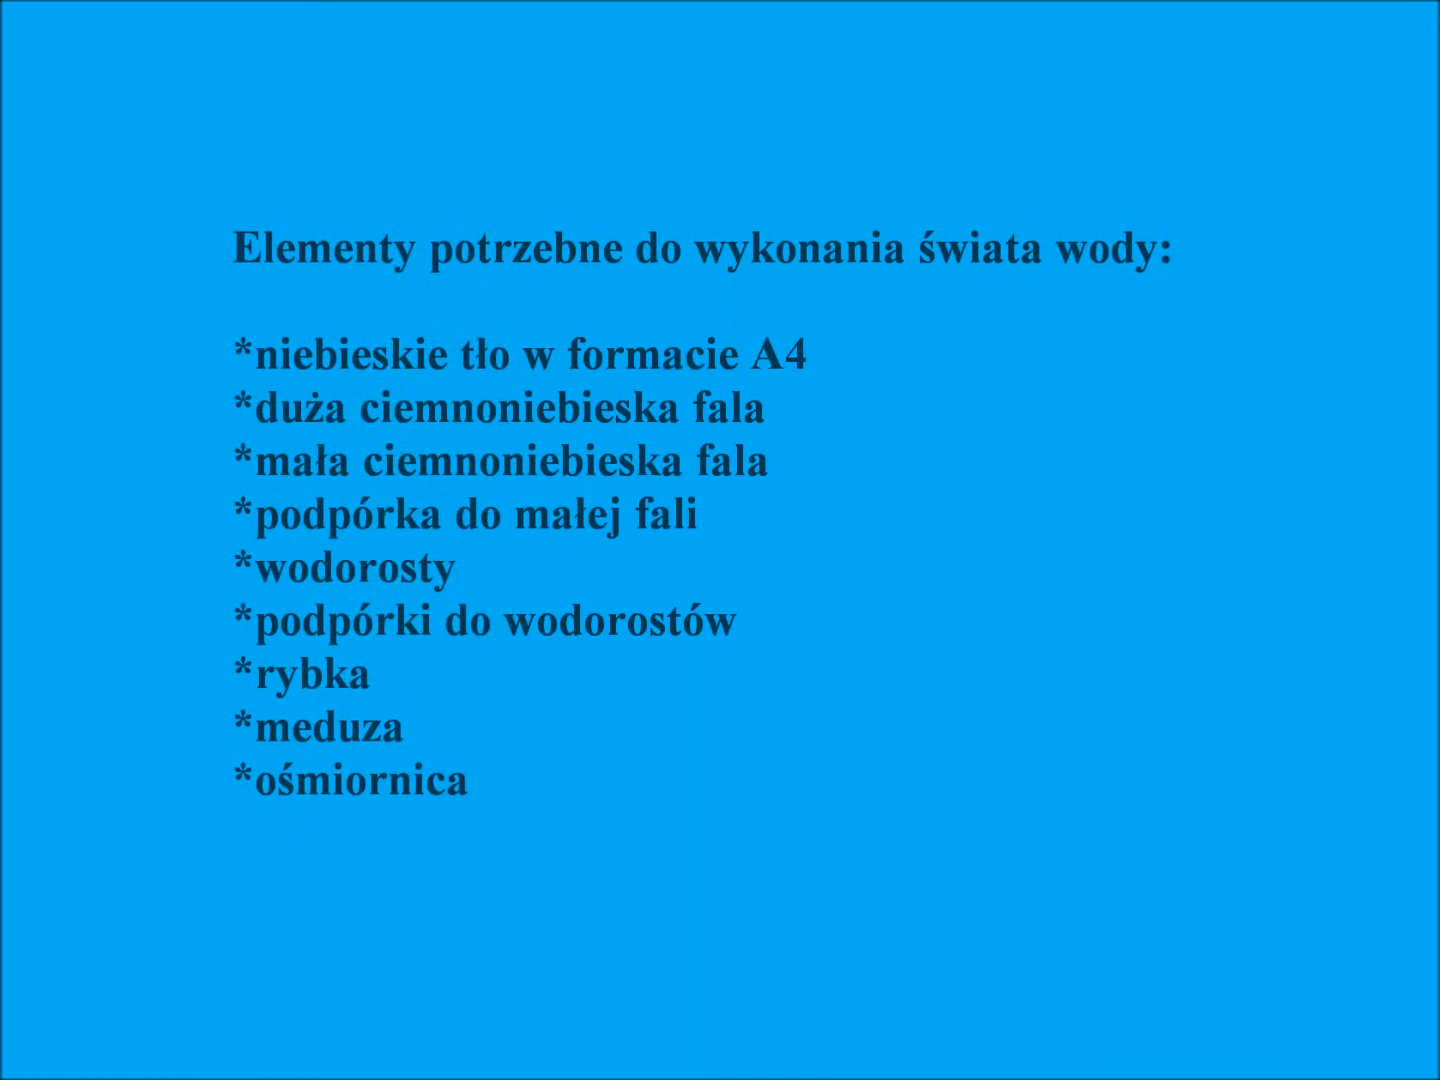 Elementy potrzebne do wykonania świata wody:
*niebieskie tło w formacie A4
*duża ciemnoniebieska fala
*mała ciemnoniebieska fala
*podpórka do małej fali
*wodorosty
*podpórki do wodorostów
*rybka
*meduza
*ośmiornica